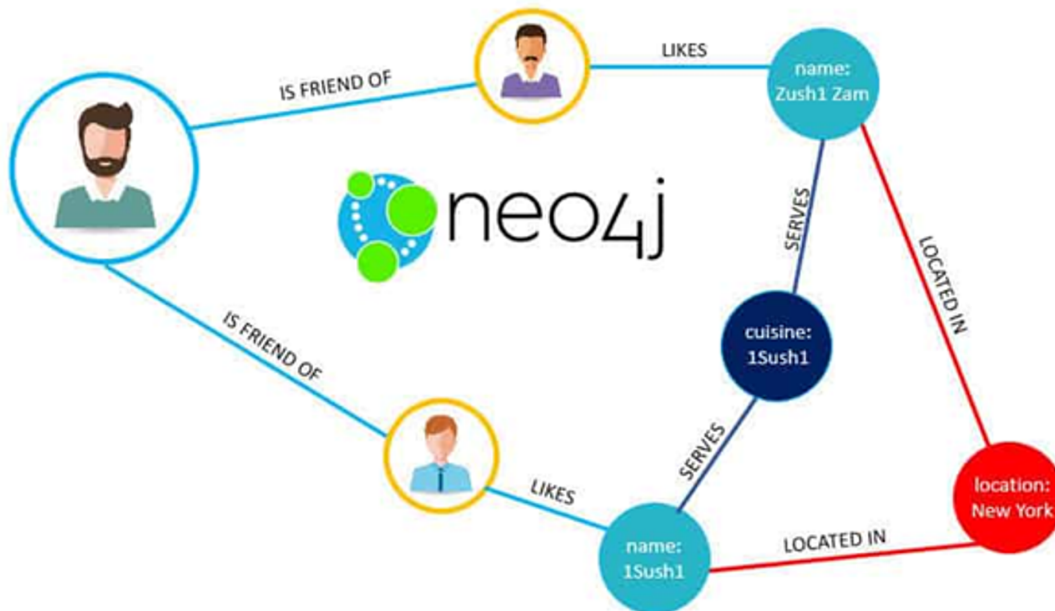 IS FRIEND OF
LIKES
name:
Zush1 Zam
neo4j
SERVES
LOCATED IN
cuisine:
1Sush1
IS FRIEND OF
SERVES
LIKES
name:
1Sush1
LOCATED IN
location:
New York